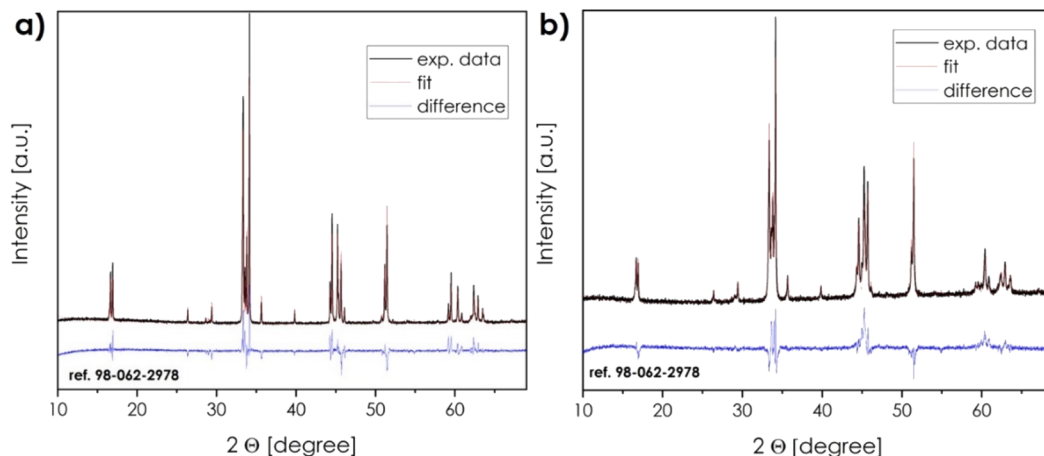 a)
exp. data
fit
difference
Intensity [a.u.]
ref. 98-062-2978
10 20 30 40 50 60
2 Θ [degree]
b)
exp. data
fit
difference
Intensity [a.u.]
ref. 98-062-2978
10 20 30 40 50 60
2 Θ [degree]